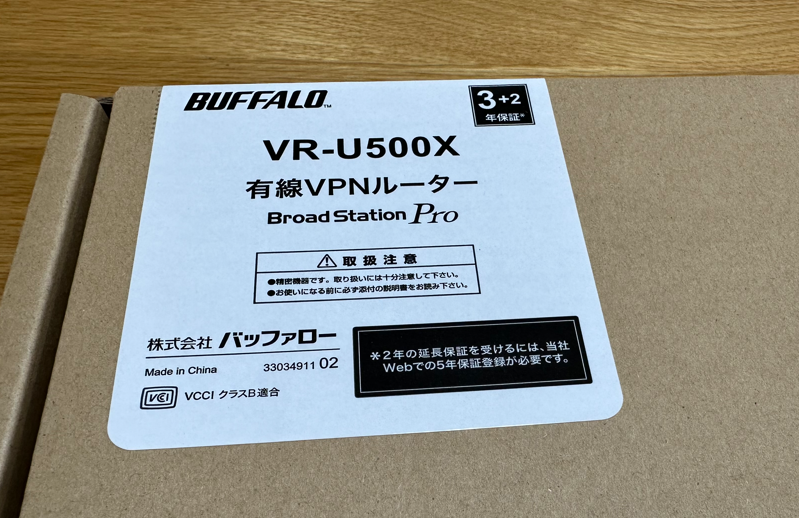 BUFFALO™
3+2
年保証*
VR-U500X
有線VPNルーター
BroadStation Pro
⚠ 取扱注意
●精密機器です。取り扱いには十分注意して下さい。
●お使いになる前に必ず添付の説明書をお読み下さい。
株式会社 バッファロー
Made in China 33034911 02
VCCI VCCI クラスB適合
*2年の延長保証を受けるには、当社
Webでの5年保証登録が必要です。